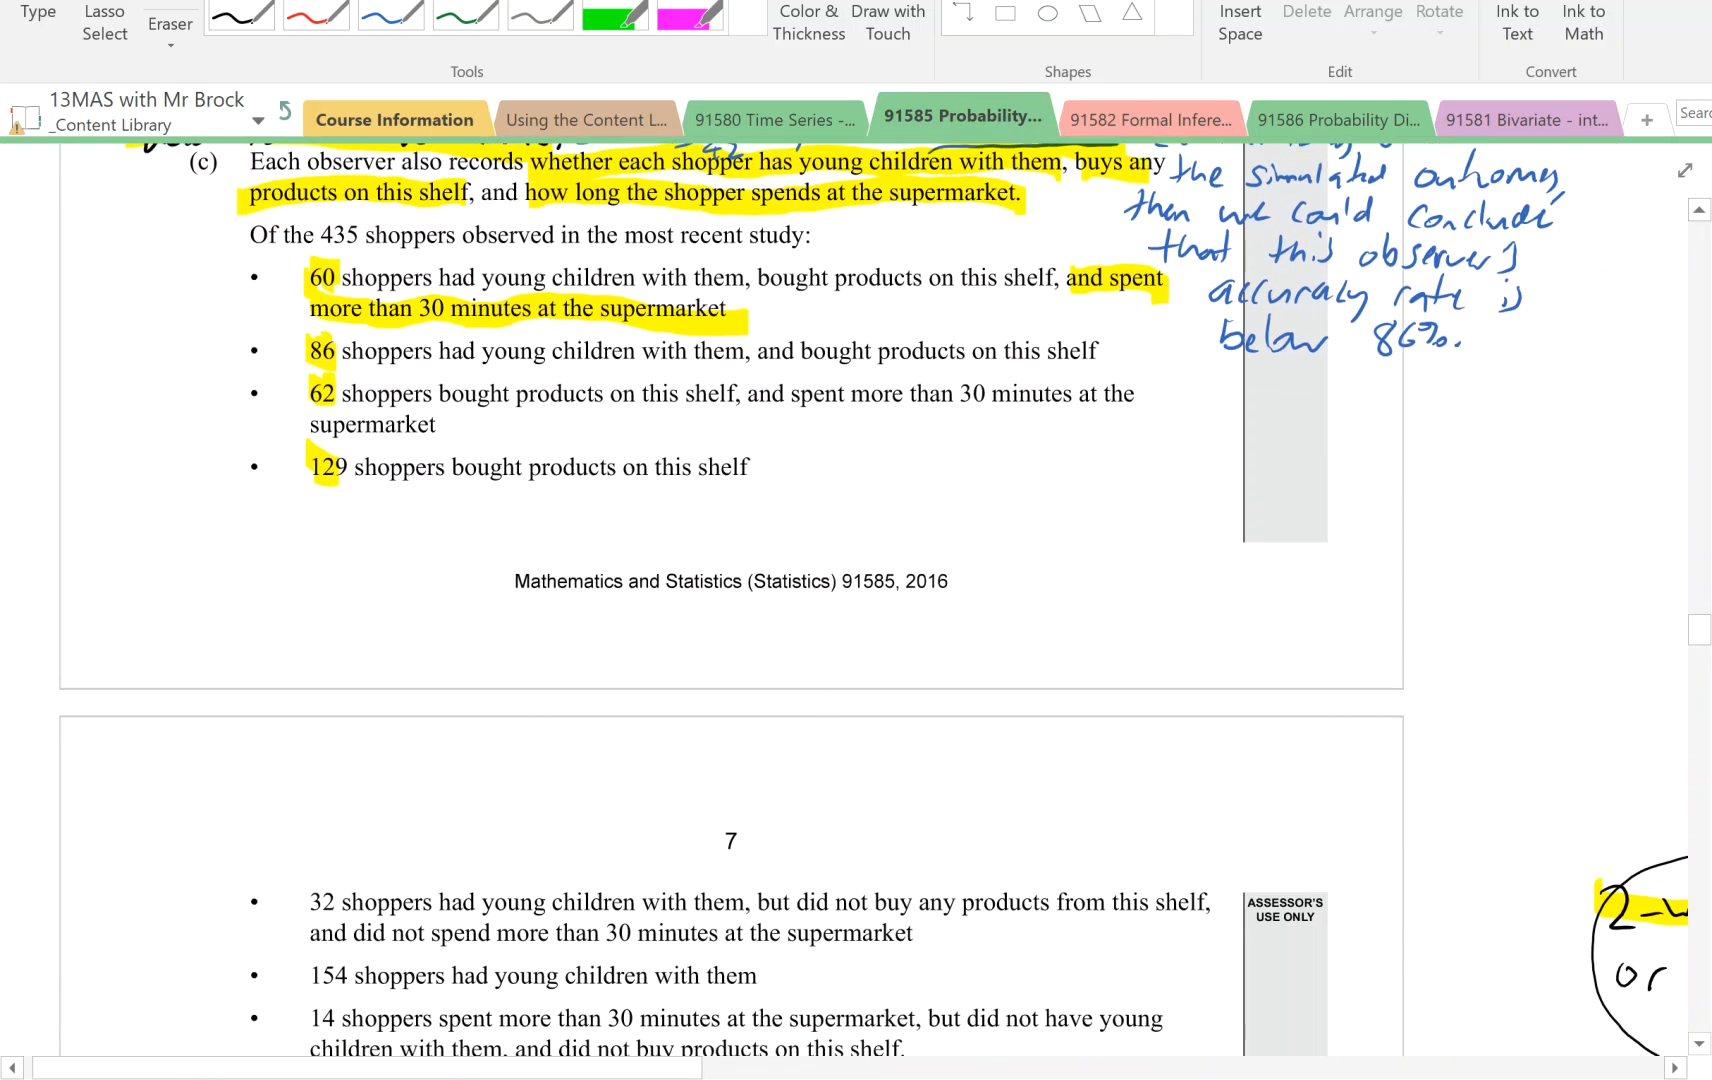 Type
Lasso
Select
Eraser
Color &
Thickness
Draw with
Touch
Insert
Space
Delete
Arrange
Rotate
Ink to
Text
Ink to
Math
Tools
Shapes
Edit
Convert
13MAS with Mr Brock
_Content Library
Course Information
Using the Content L...
91580 Time Series -...
91585 Probability...
91582 Formal Infere...
91586 Probability Di...
91581 Bivariate - int...
+
Sear
(c) Each observer also records whether each shopper has young children with them, buys any
products on this shelf, and how long the shopper spends at the supermarket.
Of the 435 shoppers observed in the most recent study:
• 60 shoppers had young children with them, bought products on this shelf, and spent
more than 30 minutes at the supermarket
• 86 shoppers had young children with them, and bought products on this shelf
• 62 shoppers bought products on this shelf, and spent more than 30 minutes at the
supermarket
• 129 shoppers bought products on this shelf
the simulated outcomes,
then we could conclude
that this observers
accuracy rate is
below 86%.
Mathematics and Statistics (Statistics) 91585, 2016
7
• 32 shoppers had young children with them, but did not buy any products from this shelf,
and did not spend more than 30 minutes at the supermarket
• 154 shoppers had young children with them
• 14 shoppers spent more than 30 minutes at the supermarket, but did not have young
children with them, and did not buy products on this shelf.
ASSESSOR'S
USE ONLY
2-w
or